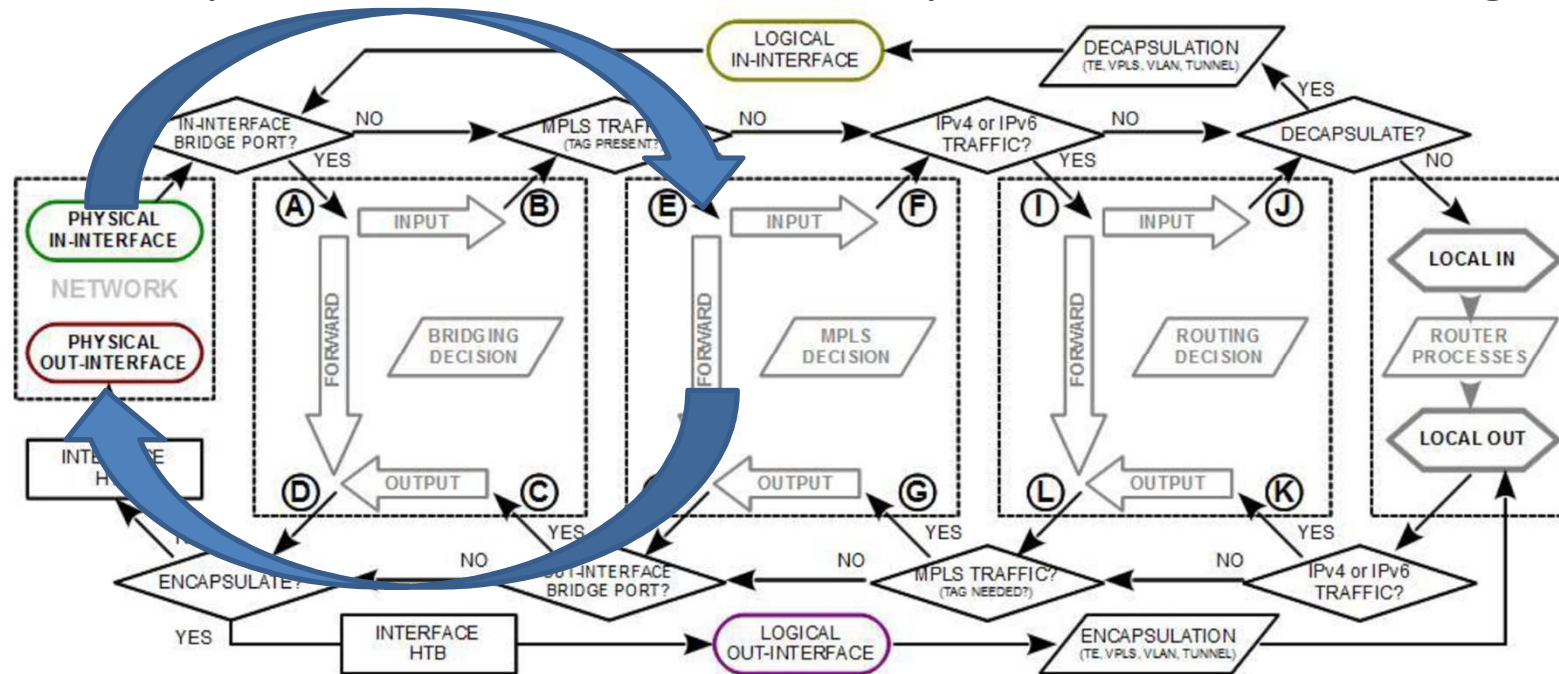 LOGICAL
IN-INTERFACE
DECAPSULATION
(TE, VPLS, VLAN, TUNNEL)
YES
IN-INTERFACE
BRIDGE PORT?
NO
MPLS
(TAG PRESENT?)
NO
IPv4 or IPv6
TRAFFIC?
NO
DECAPSULATE?
YES
YES
NO
PHYSICAL
IN-INTERFACE
NETWORK
PHYSICAL
OUT-INTERFACE
A
INPUT
B
FORWARD
BRIDGING
DECISION
D
OUTPUT
C
E
INPUT
F
FORWARD
MPLS
DECISION
OUTPUT
G
I
INPUT
J
FORWARD
ROUTING
DECISION
L
OUTPUT
K
LOCAL IN
ROUTER
PROCESSES
LOCAL OUT
YES
YES
YES
ENCAPSULATE?
NO
BRIDGE PORT?
NO
MPLS TRAFFIC?
(TAG NEEDED?)
NO
IPv4 or IPv6
TRAFFIC?
YES
INTERFACE
HTB
LOGICAL
OUT-INTERFACE
ENCAPSULATION
(TE, VPLS, VLAN, TUNNEL)